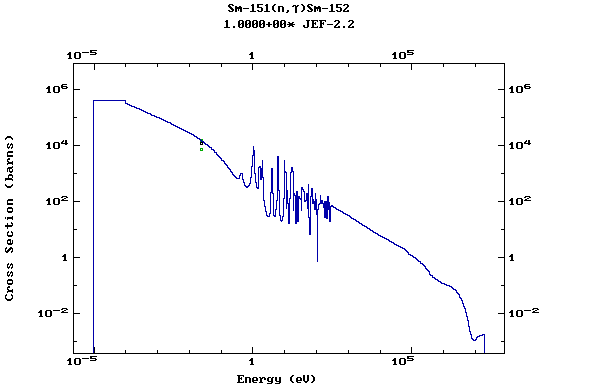 Sm-151(n,γ)Sm-152
1.0000+00* JEF-2.2
10⁻⁵ 1 10⁵
10⁶ 10⁶
10⁴ 10⁴
10² 10²
1 1
10⁻² 10⁻²
Cross Section (barns)
10⁻⁵ 1 10⁵
Energy (eV)